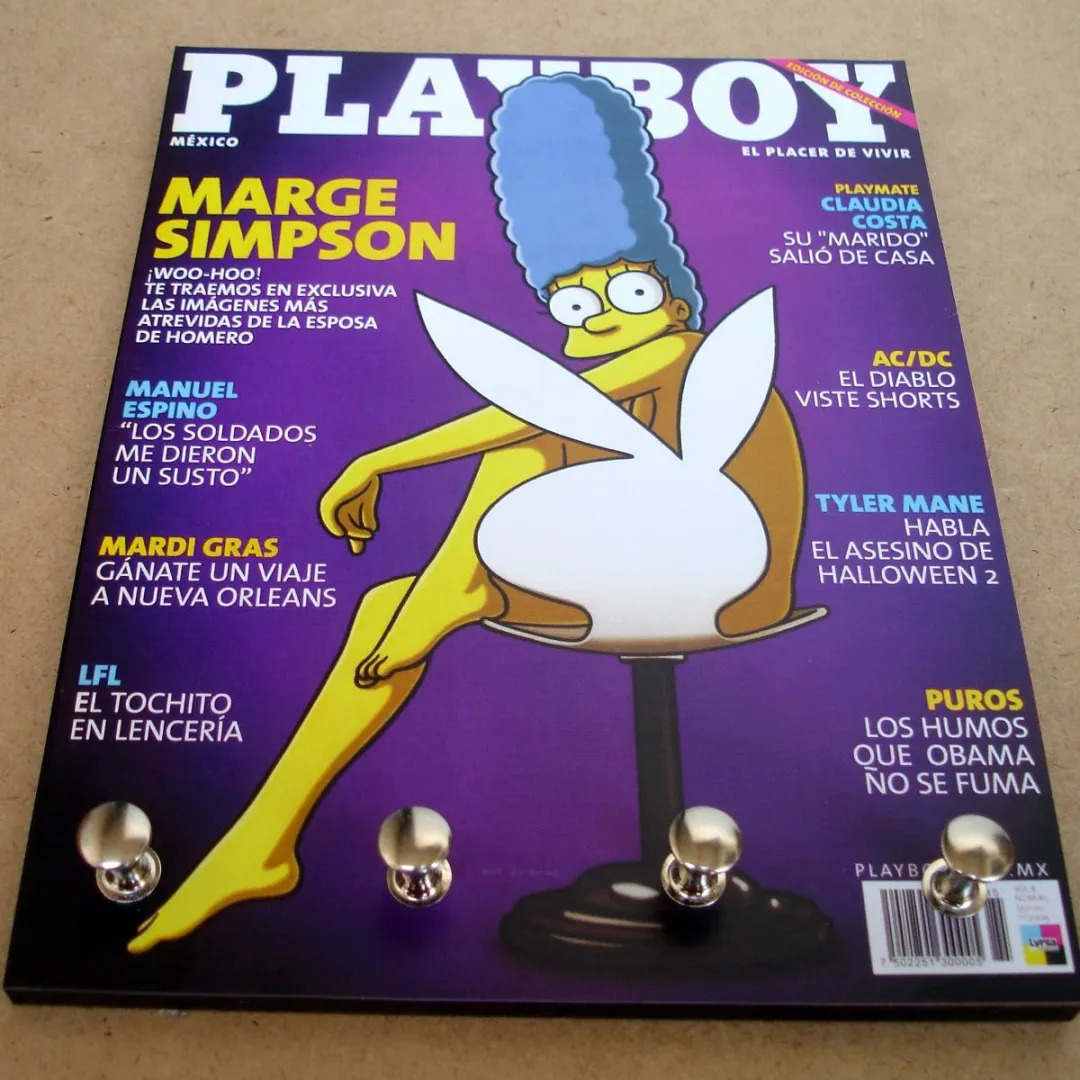 PLAYBOY
EDICIÓN DE COLECCIÓN
MÉXICO
EL PLACER DE VIVIR
MARGE
SIMPSON
¡WOO-HOO!
TE TRAEMOS EN EXCLUSIVA
LAS IMÁGENES MÁS
ATREVIDAS DE LA ESPOSA
DE HOMERO
MANUEL
ESPINO
“LOS SOLDADOS
ME DIERON
UN SUSTO”
MARDI GRAS
GÁNATE UN VIAJE
A NUEVA ORLEANS
LFL
EL TOCHITO
EN LENCERÍA
PLAYMATE
CLAUDIA
COSTA
SU "MARIDO"
SALIÓ DE CASA
AC/DC
EL DIABLO
VISTE SHORTS
TYLER MANE
HABLA
EL ASESINO DE
HALLOWEEN 2
PUROS
LOS HUMOS
QUE OBAMA
NO SE FUMA
MX
7 502251 300005